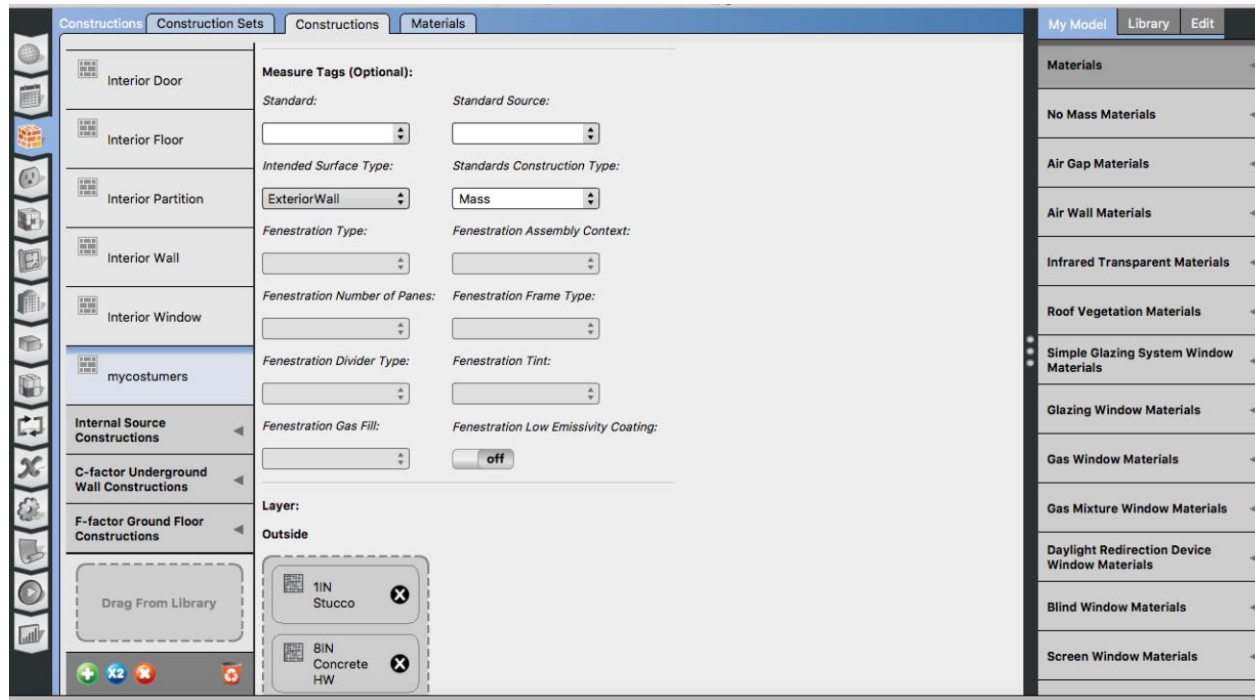 Constructions
Construction Sets
Constructions
Materials
My Model
Library
Edit
Interior Door
Interior Floor
Interior Partition
Interior Wall
Interior Window
mycostumers
Internal Source
Constructions
C-factor Underground
Wall Constructions
F-factor Ground Floor
Constructions
Drag From Library
X2
Measure Tags (Optional):
Standard:
Standard Source:
Intended Surface Type:
Standards Construction Type:
ExteriorWall
Mass
Fenestration Type:
Fenestration Assembly Context:
Fenestration Number of Panes:
Fenestration Frame Type:
Fenestration Divider Type:
Fenestration Tint:
Fenestration Gas Fill:
Fenestration Low Emissivity Coating:
off
Layer:
Outside
1IN
Stucco
8IN
Concrete
HW
Materials
No Mass Materials
Air Gap Materials
Air Wall Materials
Infrared Transparent Materials
Roof Vegetation Materials
Simple Glazing System Window
Materials
Glazing Window Materials
Gas Window Materials
Gas Mixture Window Materials
Daylight Redirection Device
Window Materials
Blind Window Materials
Screen Window Materials